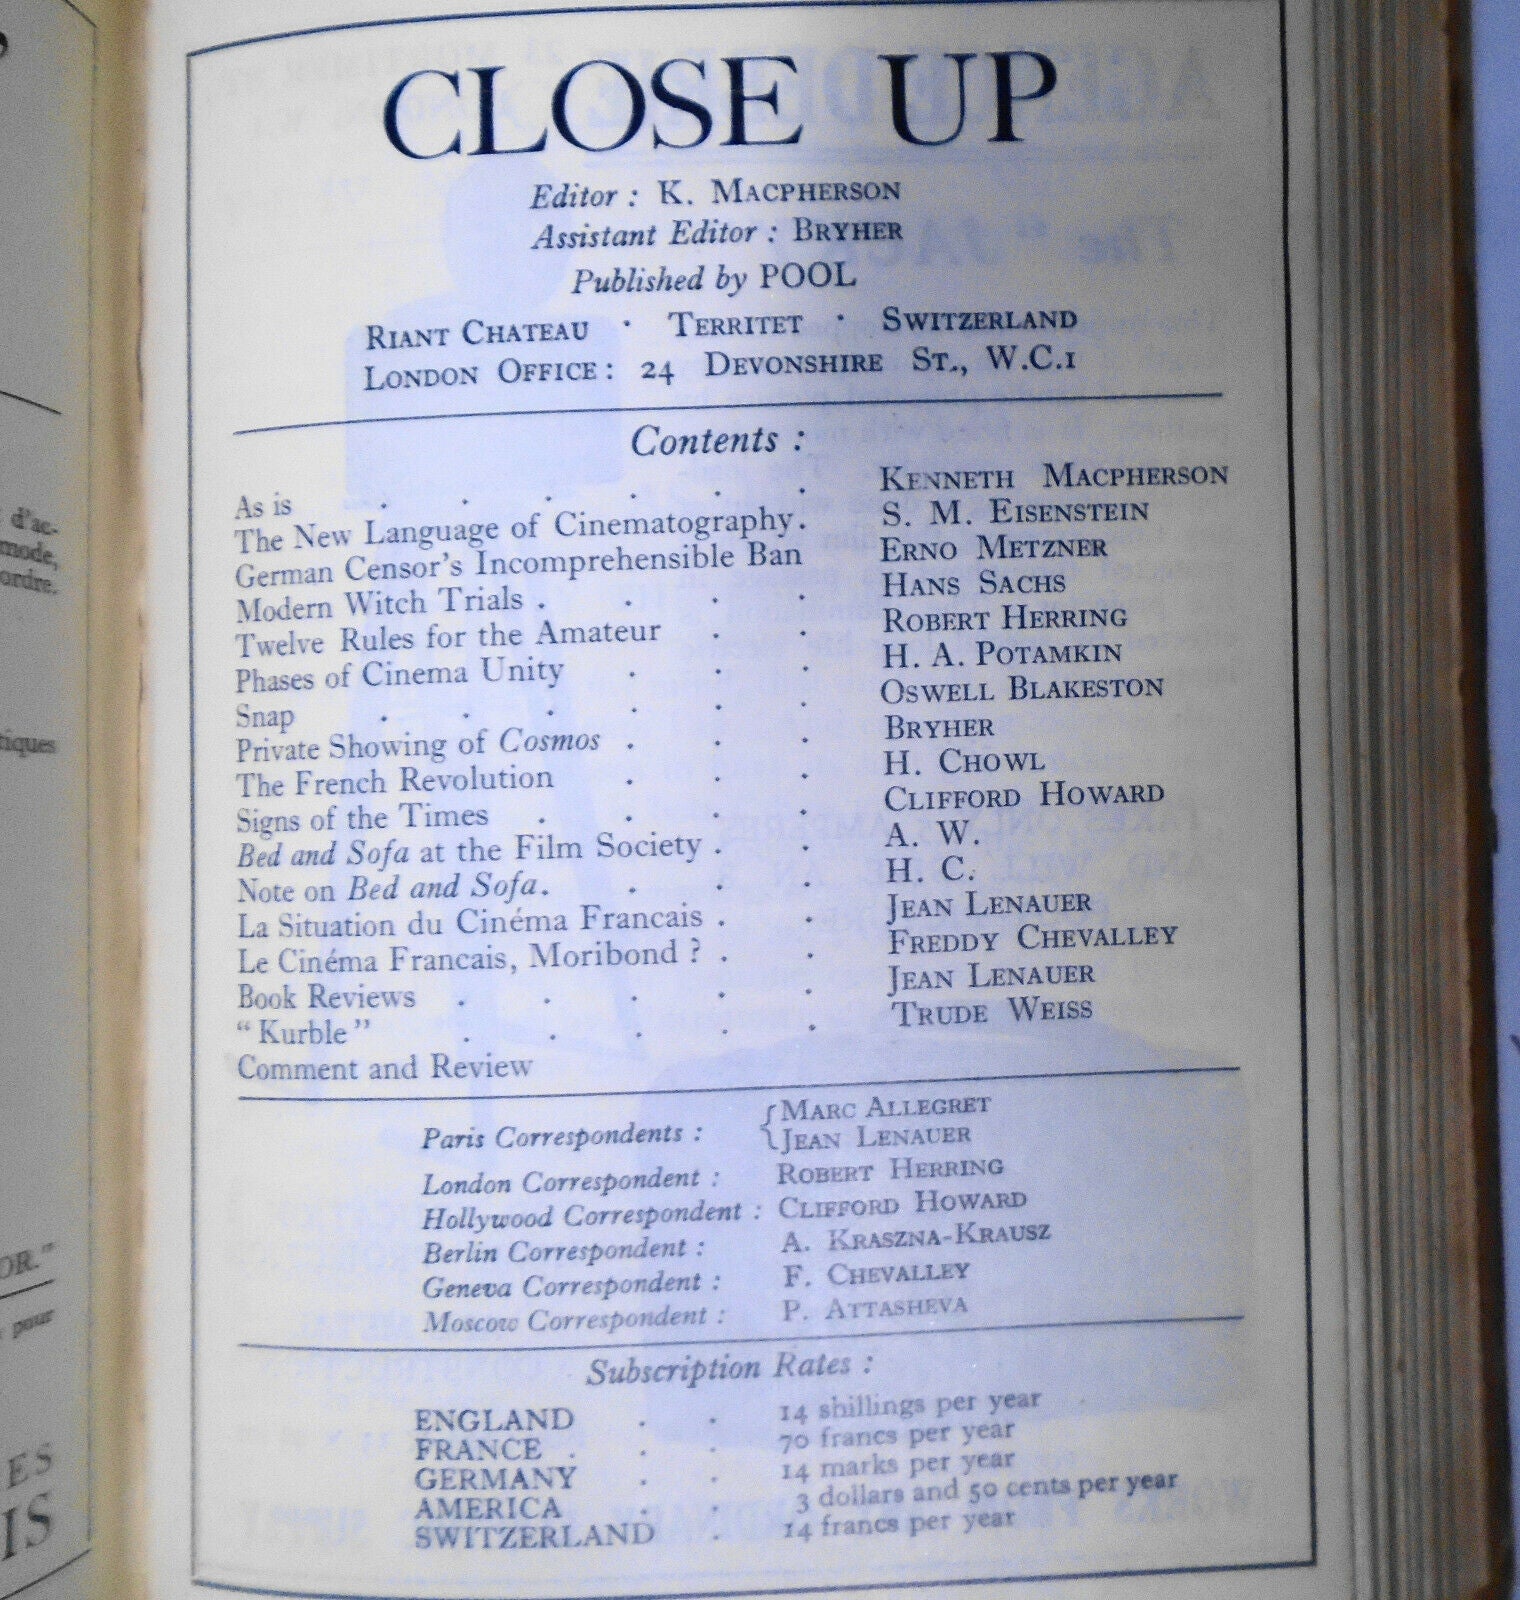 CLOSE UP
Editor : K. MACPHERSON
Assistant Editor : BRYHER
Published by POOL
RIANT CHATEAU · TERRITET · SWITZERLAND
LONDON OFFICE : 24 DEVONSHIRE ST., W.C.1
Contents :
As is . . . . . . KENNETH MACPHERSON
The New Language of Cinematography. S. M. EISENSTEIN
German Censor's Incomprehensible Ban ERNO METZNER
Modern Witch Trials . . . . HANS SACHS
Twelve Rules for the Amateur . . ROBERT HERRING
Phases of Cinema Unity . . . H. A. POTAMKIN
Snap . . . . . . OSWELL BLAKESTON
Private Showing of Cosmos . . . BRYHER
The French Revolution . . . H. CHOWL
Signs of the Times . . . . CLIFFORD HOWARD
Bed and Sofa at the Film Society . . A. W.
Note on Bed and Sofa. . . . H. C.
La Situation du Cinéma Francais . . JEAN LENAUER
Le Cinéma Francais, Moribond ? . . FREDDY CHEVALLEY
Book Reviews . . . . . JEAN LENAUER
"Kurble" . . . . . TRUDE WEISS
Comment and Review
Paris Correspondents : { MARC ALLEGRET
JEAN LENAUER
London Correspondent : ROBERT HERRING
Hollywood Correspondent : CLIFFORD HOWARD
Berlin Correspondent : A. KRASZNA-KRAUSZ
Geneva Correspondent : F. CHEVALLEY
Moscow Correspondent : P. ATTASHEVA
Subscription Rates :
ENGLAND . . 14 shillings per year
FRANCE . . . 70 francs per year
GERMANY . . 14 marks per year
AMERICA . . 3 dollars and 50 cents per year
SWITZERLAND . 14 francs per year
d'ac-
mode,
ordre.
tiques
OR."
pour
ES
IS